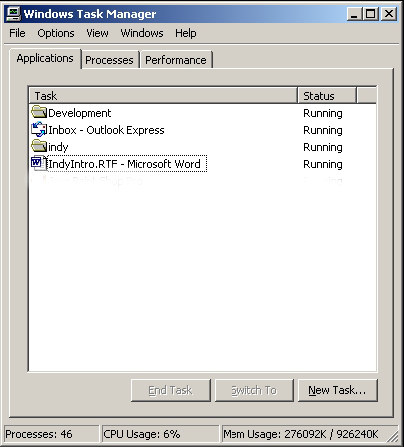 Windows Task Manager
File Options View Windows Help
Applications Processes Performance
Task Status
Development Running
Inbox - Outlook Express Running
indy Running
IndyIntro.RTF - Microsoft Word Running
End Task Switch To New Task...
Processes: 46 CPU Usage: 6% Mem Usage: 276092K / 926240K